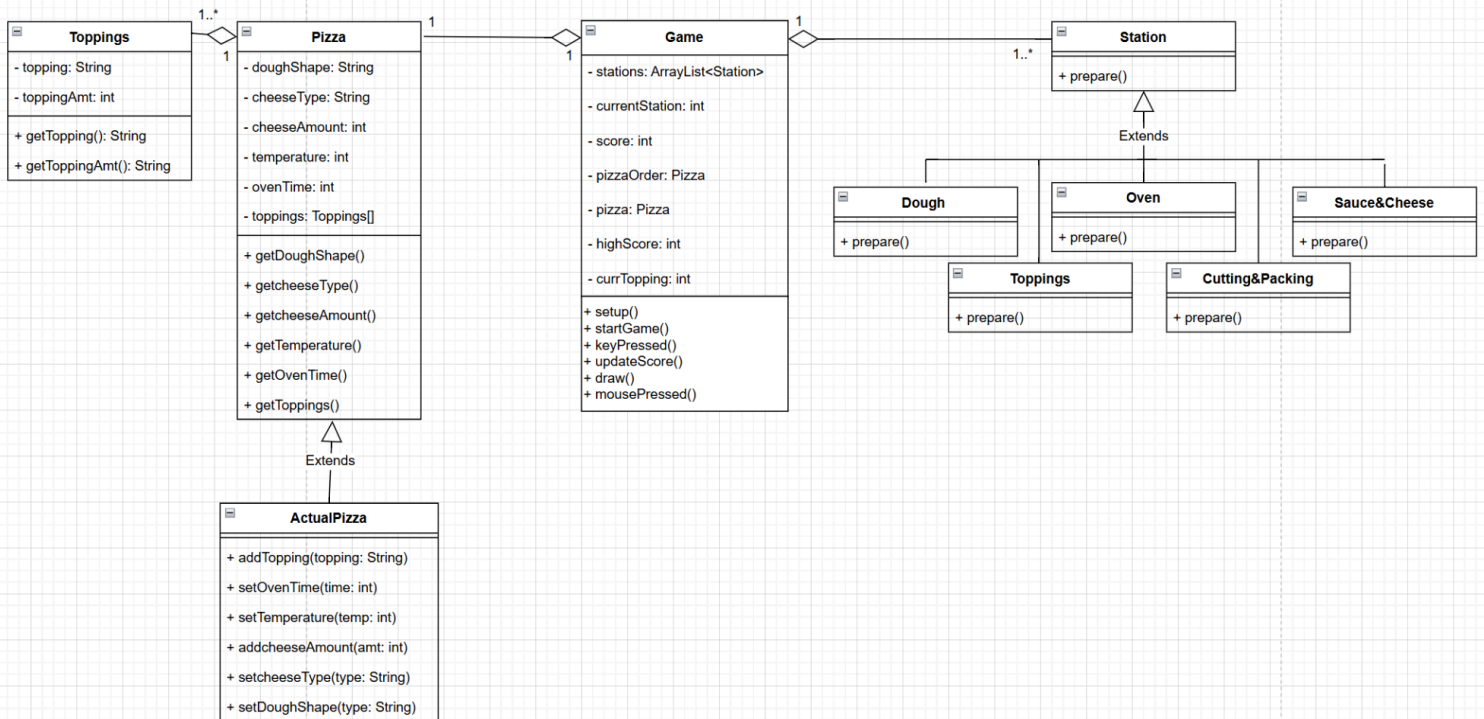 1..*
1
Toppings
- topping: String
- toppingAmt: int
+ getTopping(): String
+ getToppingAmt(): String
Pizza
- doughShape: String
- cheeseType: String
- cheeseAmount: int
- temperature: int
- ovenTime: int
- toppings: Toppings[]
+ getDoughShape()
+ getcheeseType()
+ getcheeseAmount()
+ getTemperature()
+ getOvenTime()
+ getToppings()
Extends
ActualPizza
+ addTopping(topping: String)
+ setOvenTime(time: int)
+ setTemperature(temp: int)
+ addcheeseAmount(amt: int)
+ setcheeseType(type: String)
+ setDoughShape(type: String)
1
1
Game
- stations: ArrayList<Station>
- currentStation: int
- score: int
- pizzaOrder: Pizza
- pizza: Pizza
- highScore: int
- currTopping: int
+ setup()
+ startGame()
+ keyPressed()
+ updateScore()
+ draw()
+ mousePressed()
1
1..*
Station
+ prepare()
Extends
Dough
+ prepare()
Oven
+ prepare()
Sauce&Cheese
+ prepare()
Toppings
+ prepare()
Cutting&Packing
+ prepare()